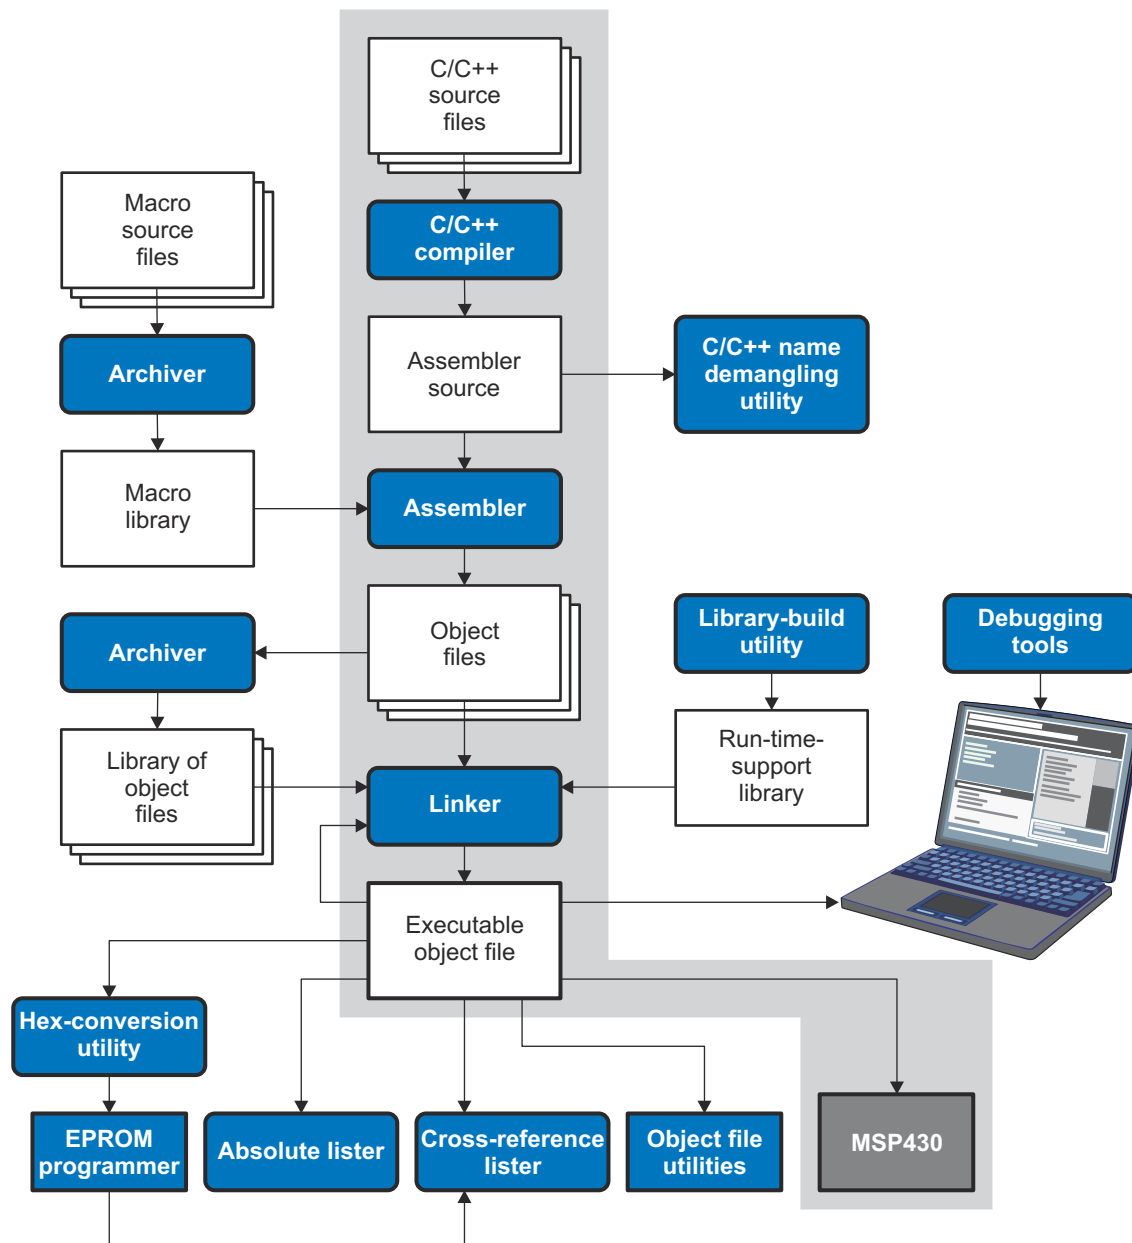 C/C++
source
files
Macro
source
files
C/C++
compiler
Archiver
Assembler
source
C/C++ name
demangling
utility
Macro
library
Assembler
Archiver
Object
files
Library-build
utility
Debugging
tools
Library of
object
files
Linker
Run-time-
support
library
Executable
object file
Hex-conversion
utility
EPROM
programmer
Absolute lister
Cross-reference
lister
Object file
utilities
MSP430